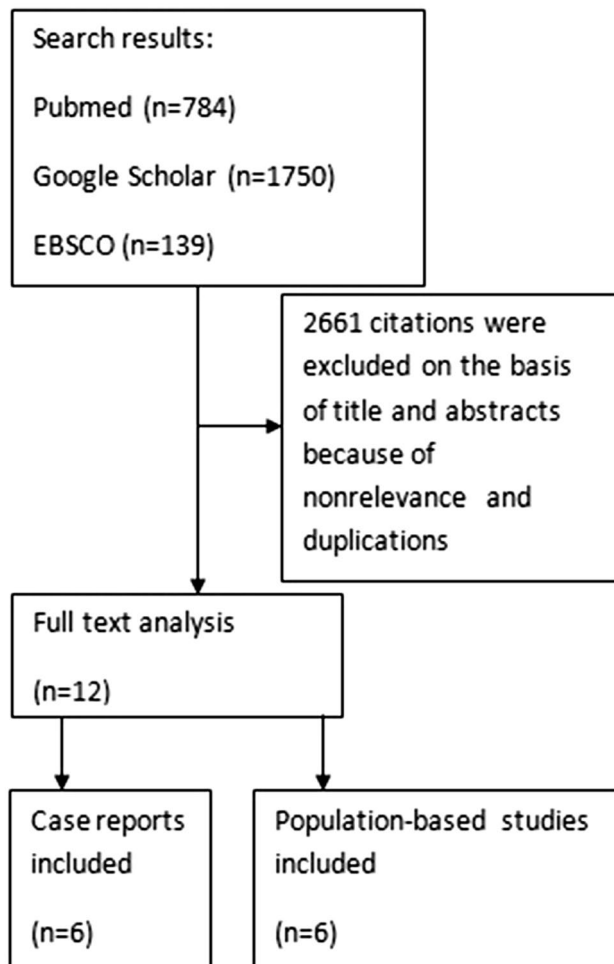 Search results:
Pubmed (n=784)
Google Scholar (n=1750)
EBSCO (n=139)
2661 citations were
excluded on the basis
of title and abstracts
because of
nonrelevance and
duplications
Full text analysis
(n=12)
Case reports
included
(n=6)
Population-based studies
included
(n=6)